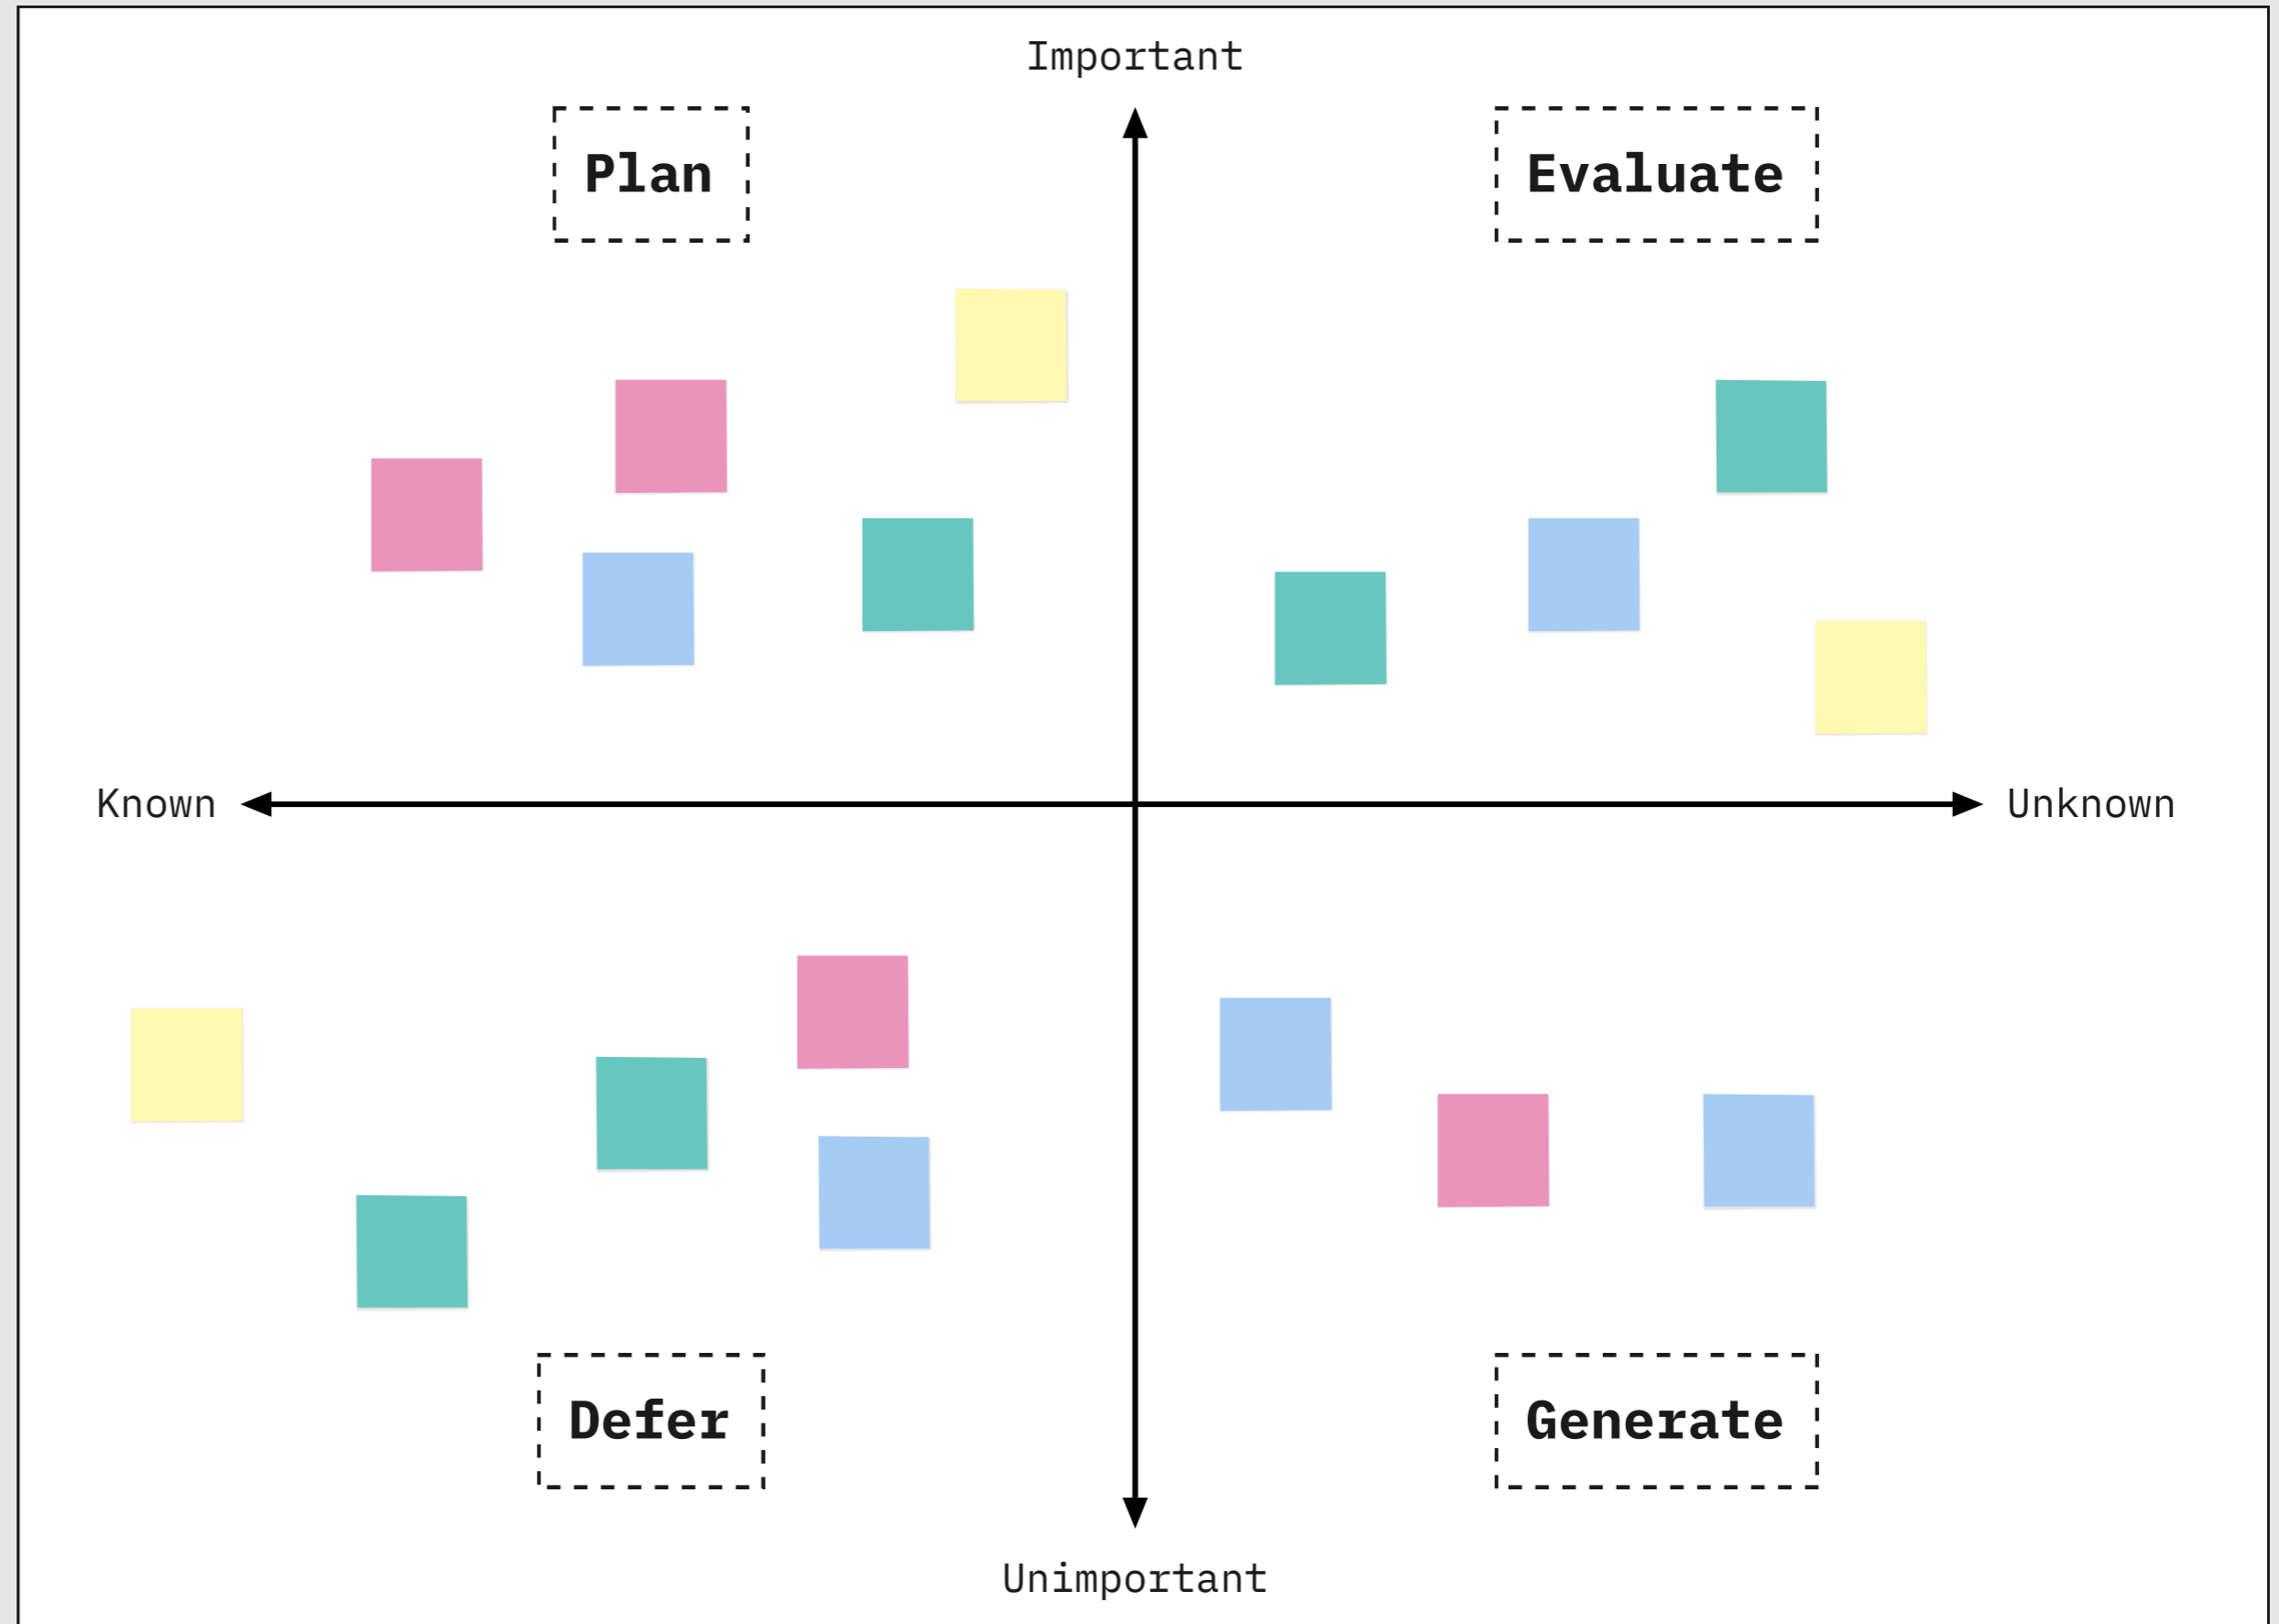 Important
Plan
Evaluate
Known
Unknown
Defer
Generate
Unimportant